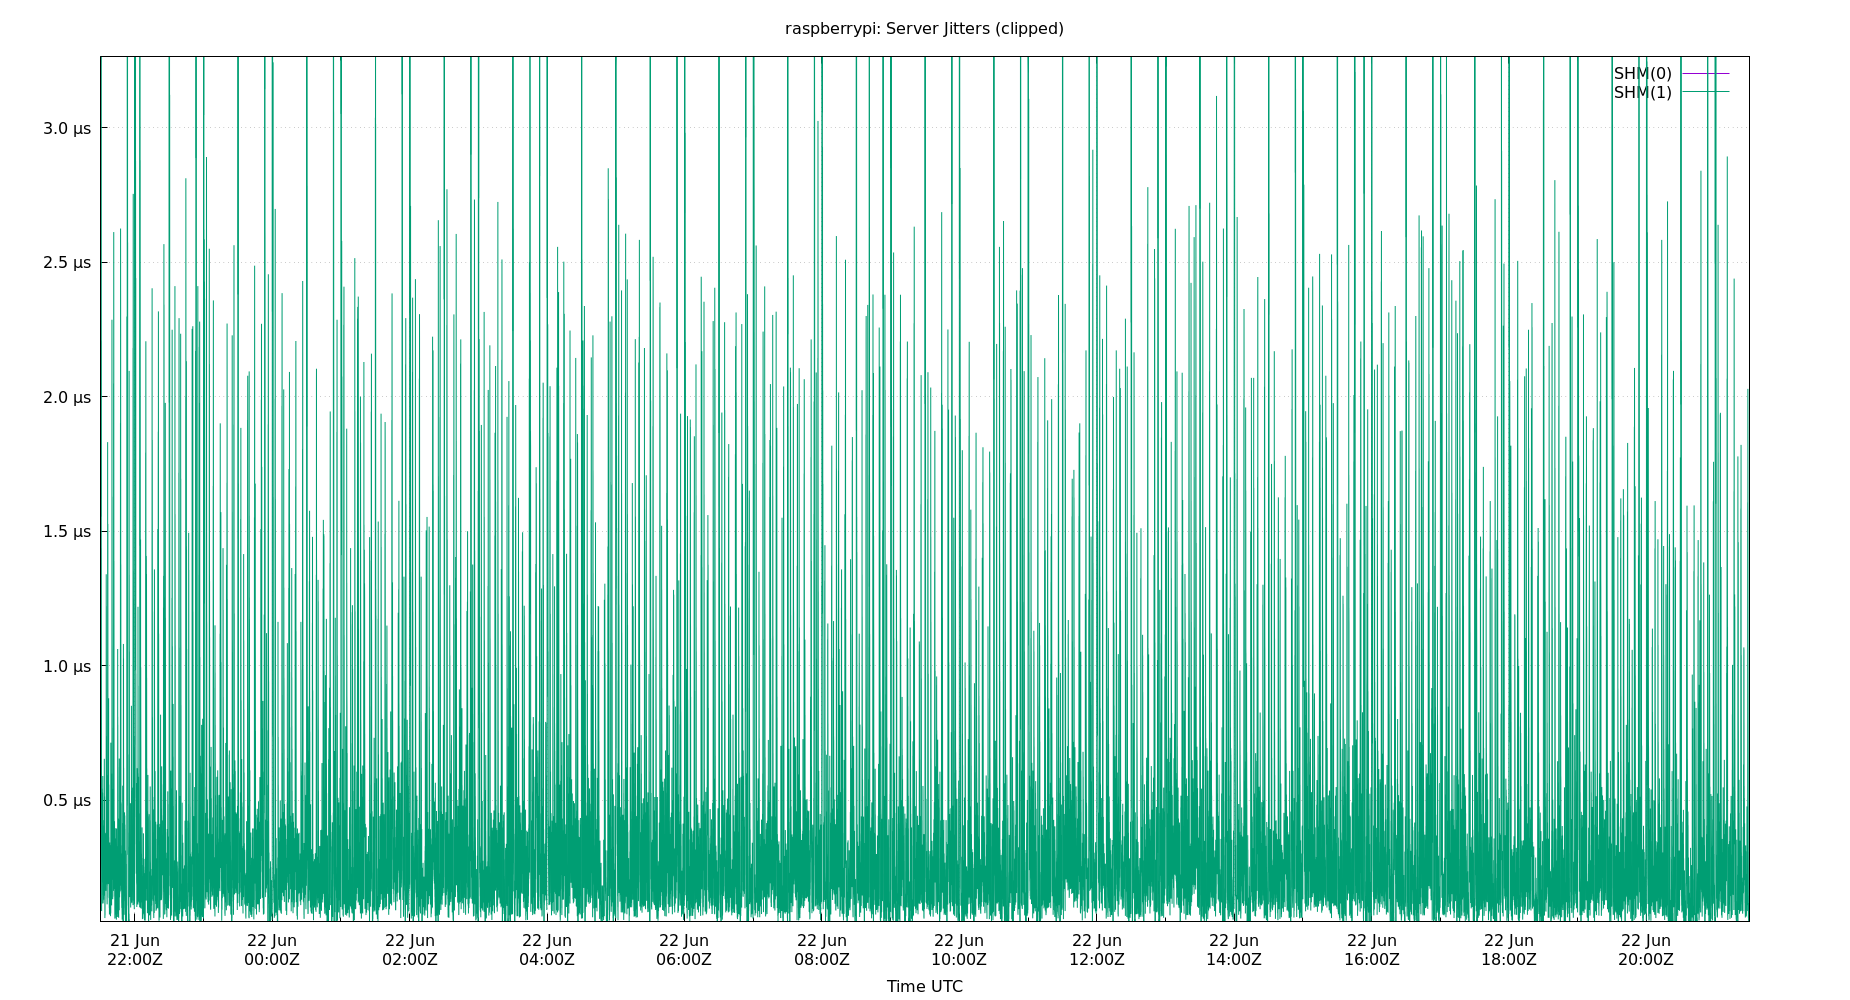 raspberrypi: Server Jitters (clipped)
SHM(0)
SHM(1)
3.0 µs
2.5 µs
2.0 µs
1.5 µs
1.0 µs
0.5 µs
21 Jun 22 Jun 22 Jun 22 Jun 22 Jun 22 Jun 22 Jun 22 Jun 22 Jun 22 Jun 22 Jun 22 Jun
22:00Z 00:00Z 02:00Z 04:00Z 06:00Z 08:00Z 10:00Z 12:00Z 14:00Z 16:00Z 18:00Z 20:00Z
Time UTC